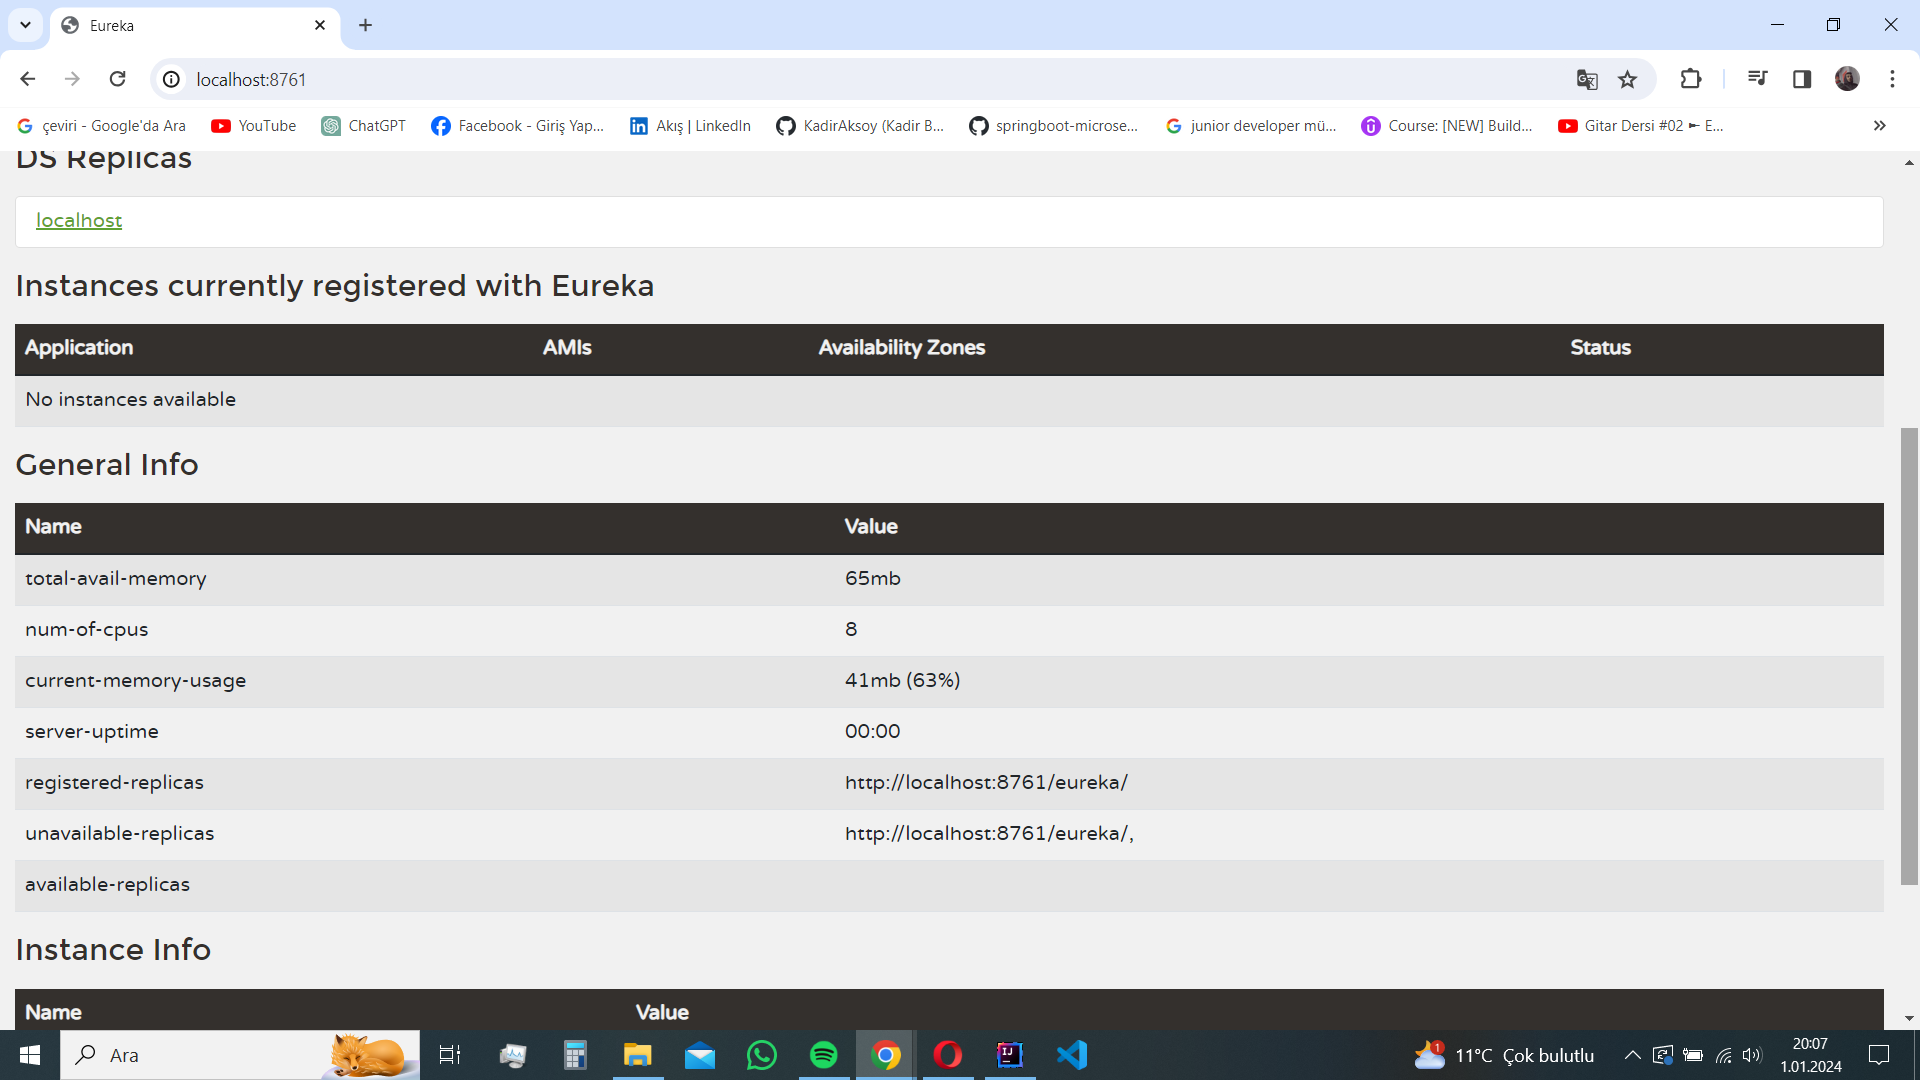 Eureka
localhost:8761
çeviri - Google'da Ara
YouTube
ChatGPT
Facebook - Giriş Yap...
Akış | LinkedIn
KadirAksoy (Kadir B...
springboot-microse...
junior developer mü...
Course: [NEW] Build...
Gitar Dersi #02 ► E...
DS Replicas
localhost
Instances currently registered with Eureka
Application AMIs Availability Zones Status
No instances available
General Info
Name Value
total-avail-memory 65mb
num-of-cpus 8
current-memory-usage 41mb (63%)
server-uptime 00:00
registered-replicas http://localhost:8761/eureka/
unavailable-replicas http://localhost:8761/eureka/,
available-replicas
Instance Info
Name Value
Ara
1
11°C Çok bulutlu
20:07
1.01.2024